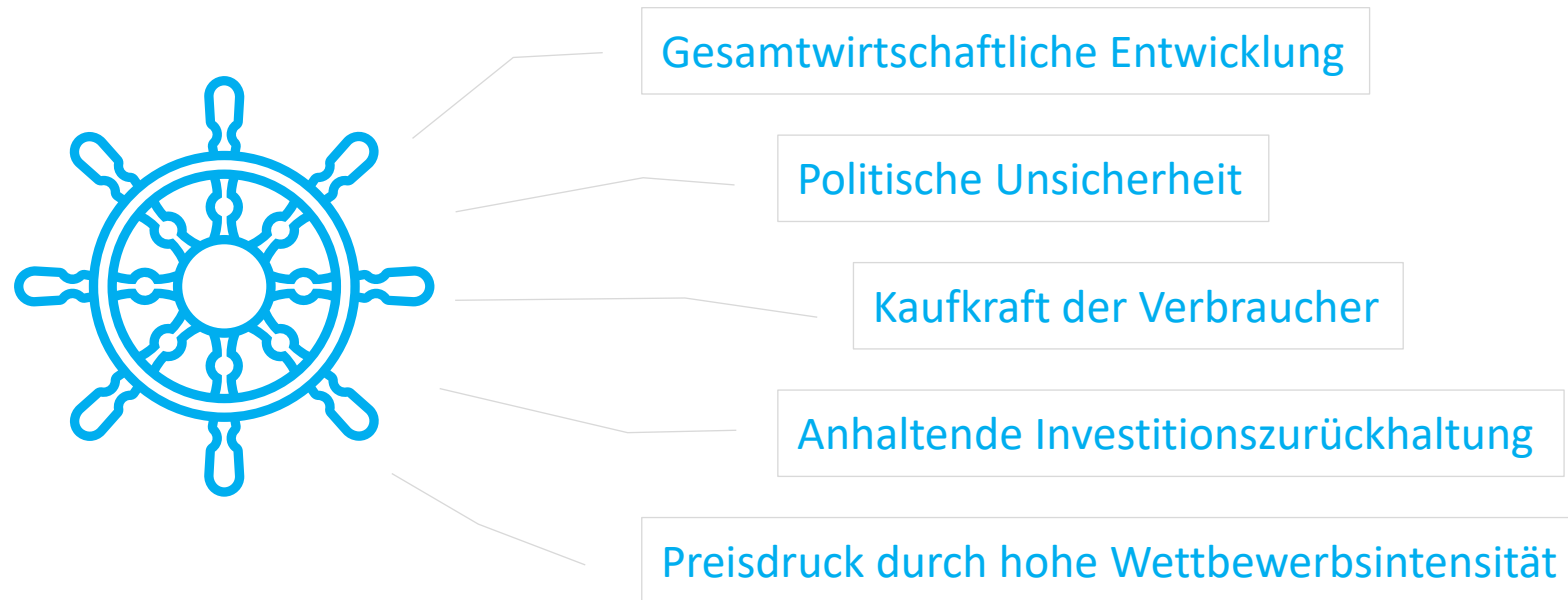 Gesamtwirtschaftliche Entwicklung
Politische Unsicherheit
Kaufkraft der Verbraucher
Anhaltende Investitionszurückhaltung
Preisdruck durch hohe Wettbewerbsintensität